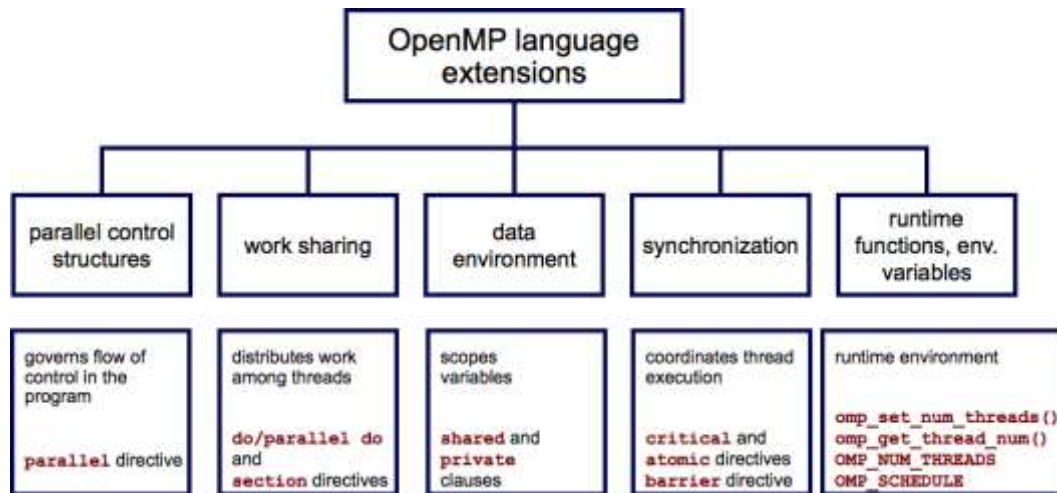 OpenMP language
extensions
parallel control
structures
work sharing
data
environment
synchronization
runtime
functions, env.
variables
governs flow of
control in the
program
parallel directive
distributes work
among threads
do/parallel do
and
section directives
scopes
variables
shared and
private
clauses
coordinates thread
execution
critical and
atomic directives
barrier directive
runtime environment
omp_set_num_threads()
omp_get_thread_num()
OMP_NUM_THREADS
OMP_SCHEDULE